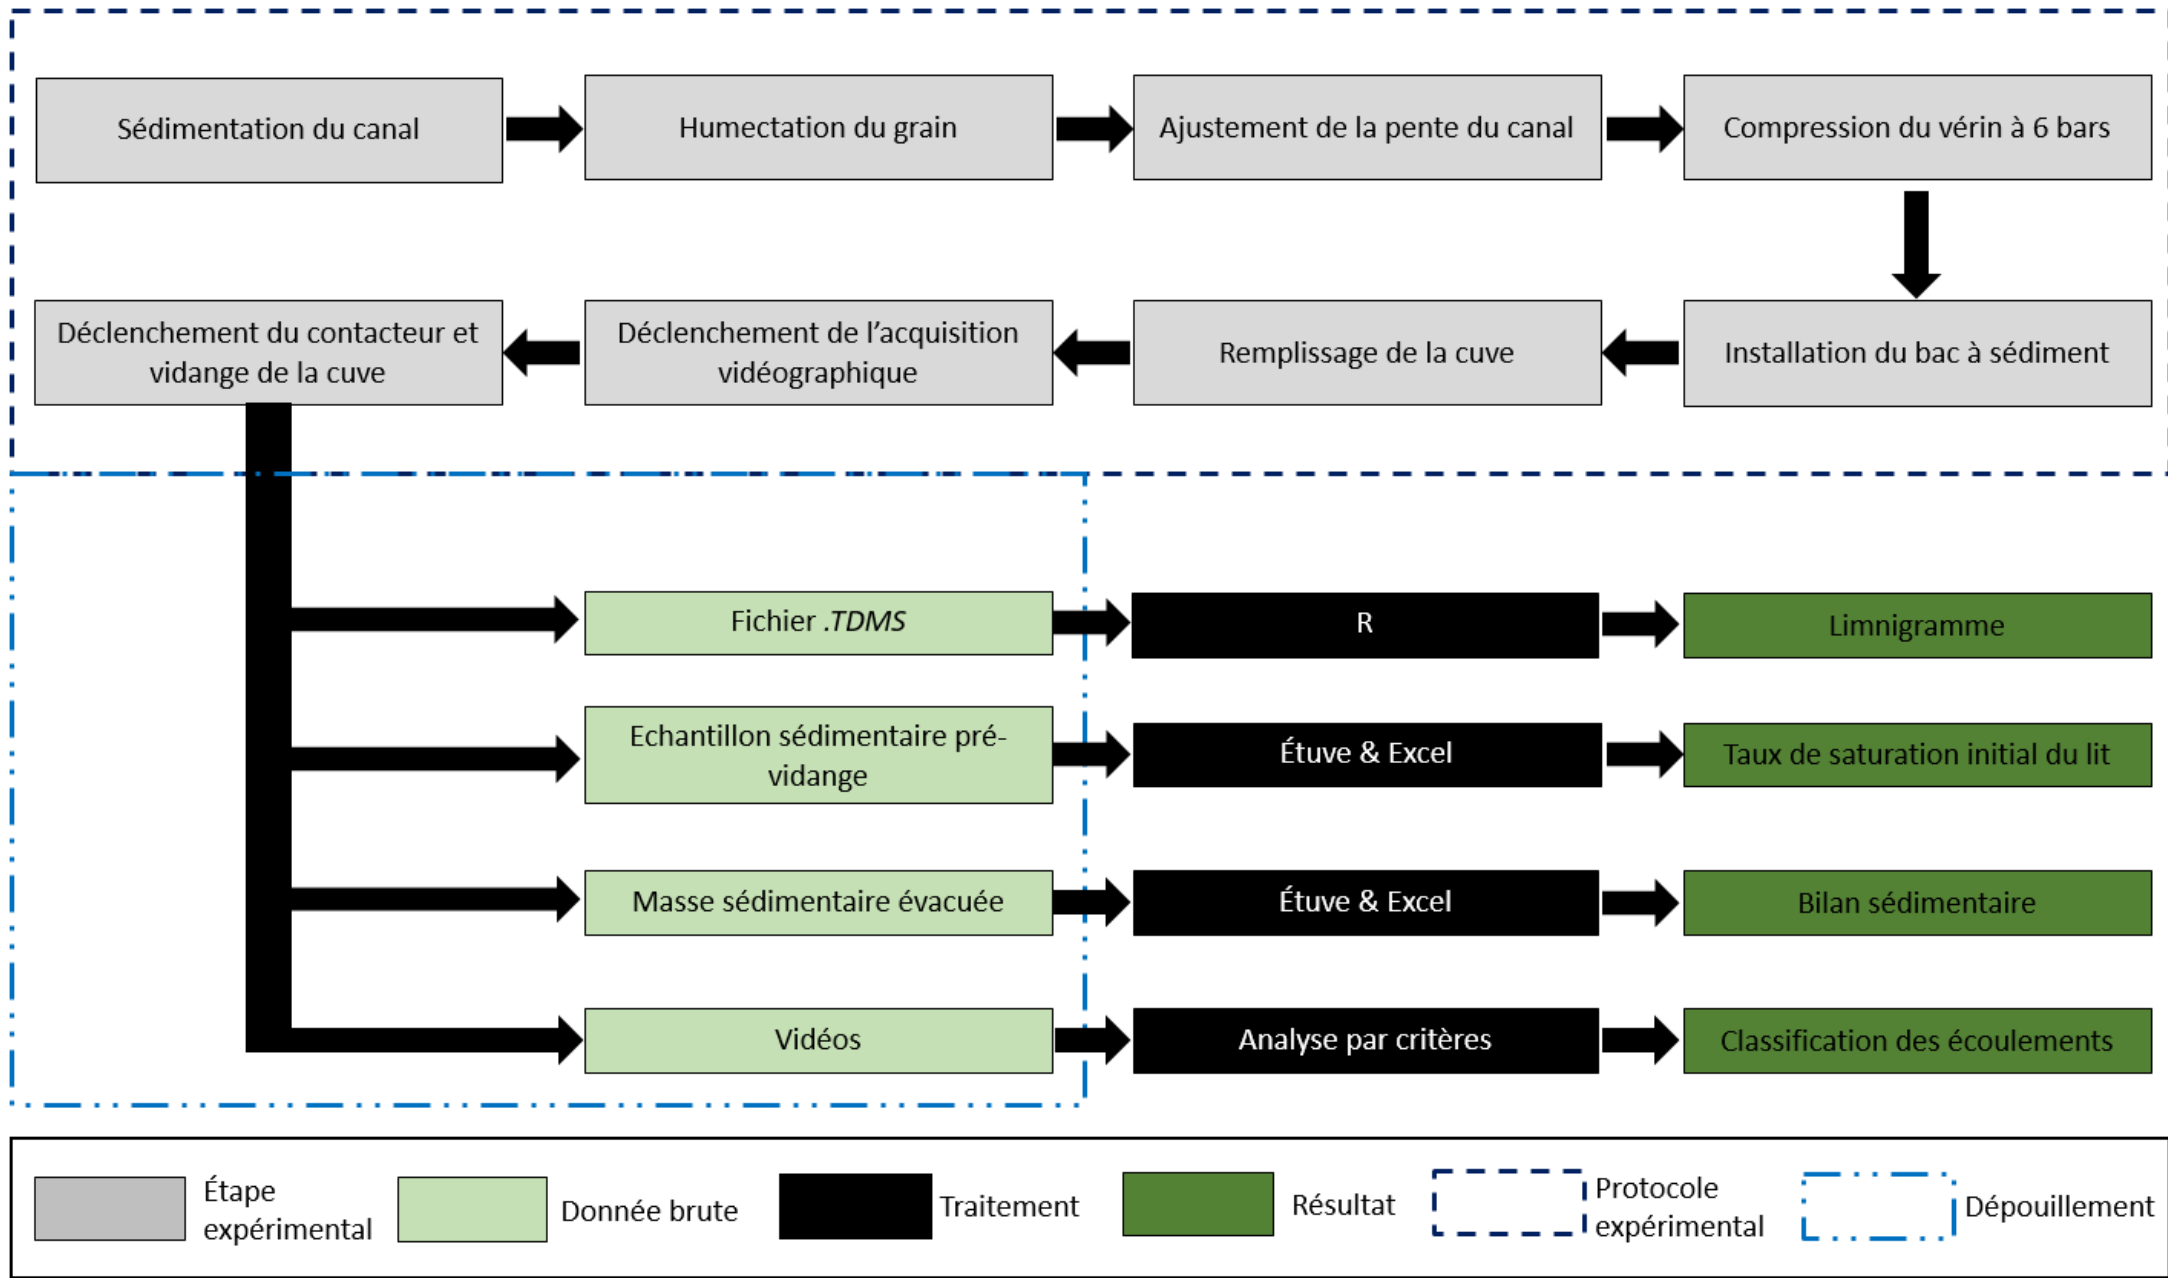 Sédimentation du canal
Humectation du grain
Ajustement de la pente du canal
Compression du vérin à 6 bars
Déclenchement du contacteur et
vidange de la cuve
Déclenchement de l’acquisition
vidéographique
Remplissage de la cuve
Installation du bac à sédiment
Fichier .TDMS
R
Limnigramme
Echantillon sédimentaire pré-
vidange
Étuve & Excel
Taux de saturation initial du lit
Masse sédimentaire évacuée
Étuve & Excel
Bilan sédimentaire
Vidéos
Analyse par critères
Classification des écoulements
Étape
expérimental
Donnée brute
Traitement
Résultat
Protocole
expérimental
Dépouillement